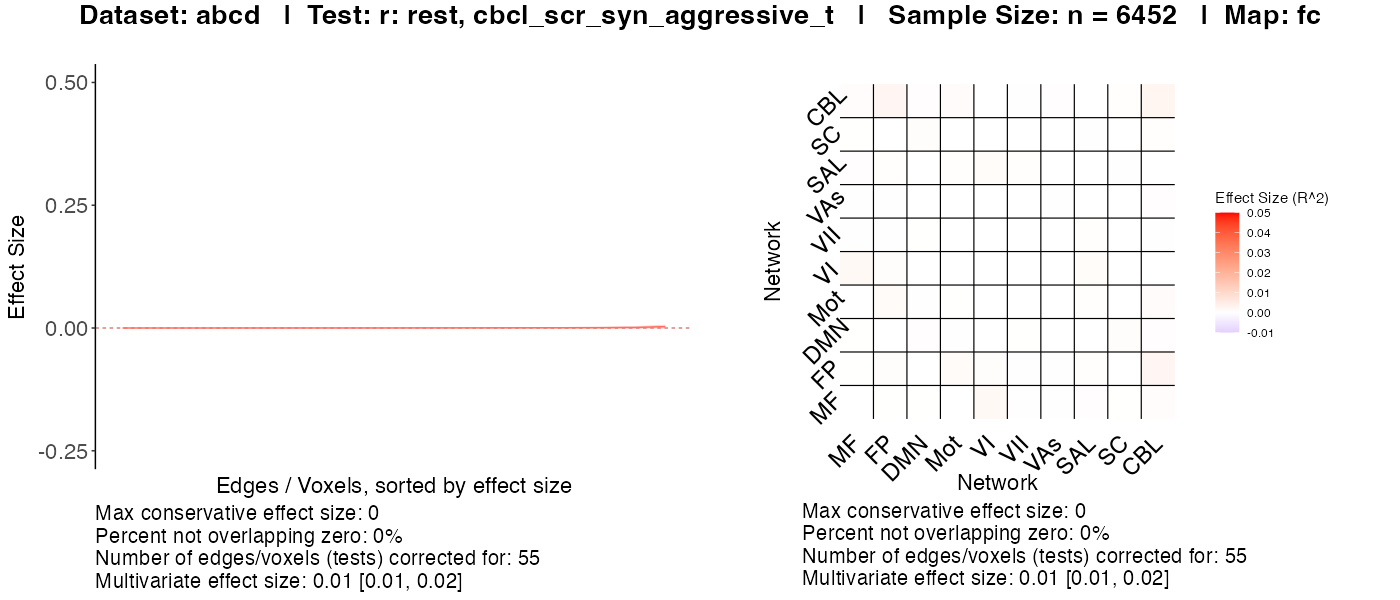 Dataset: abcd | Test: r: rest, cbcl_scr_syn_aggressive_t | Sample Size: n = 6452 | Map: fc
0.50
0.25
0.00
-0.25
Effect Size
Edges / Voxels, sorted by effect size
Max conservative effect size: 0
Percent not overlapping zero: 0%
Number of edges/voxels (tests) corrected for: 55
Multivariate effect size: 0.01 [0.01, 0.02]
Network
CBL
SC
SAL
VAs
VII
VI
Mot
DMN
FP
MF
MF FP DMN Mot VI VII VAs SAL SC CBL
Network
Effect Size (R^2)
0.05
0.04
0.03
0.02
0.01
0.00
-0.01
Max conservative effect size: 0
Percent not overlapping zero: 0%
Number of edges/voxels (tests) corrected for: 55
Multivariate effect size: 0.01 [0.01, 0.02]